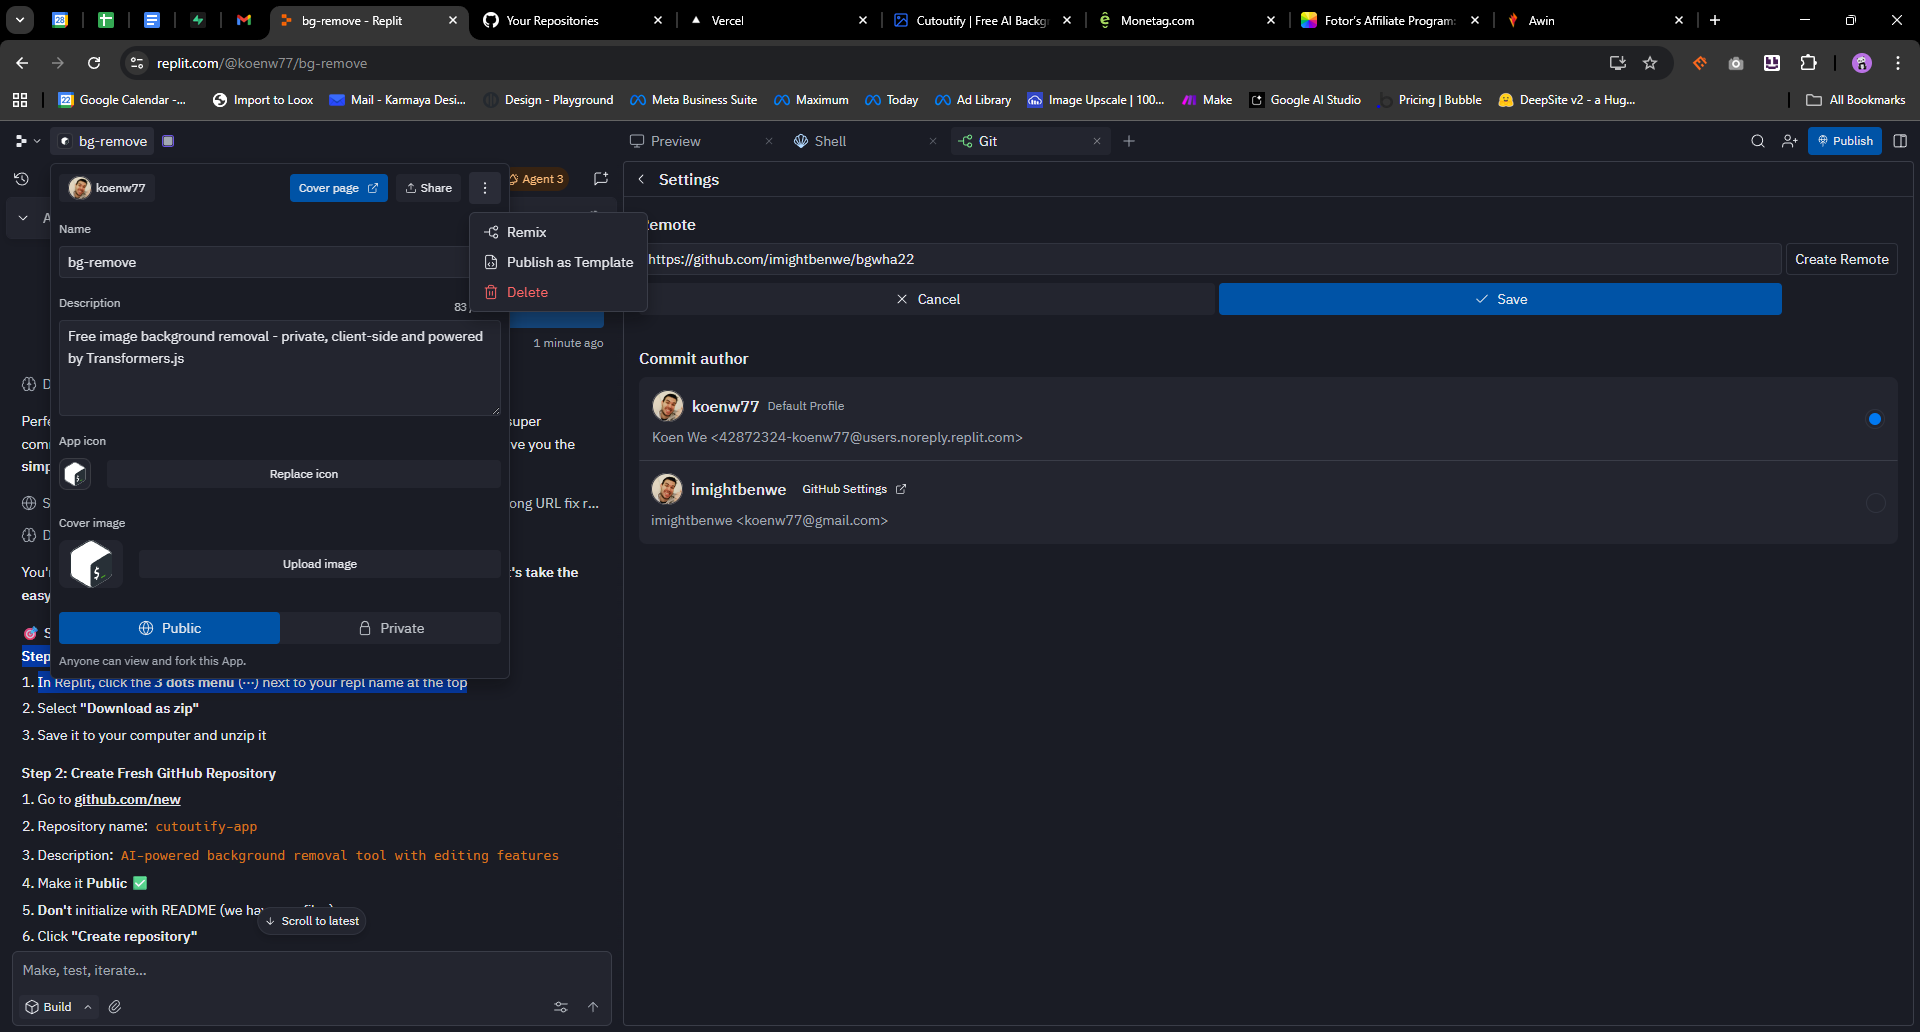 bg-remove - Replit
Your Repositories
Vercel
Cutoutify | Free AI Backg
Monetag.com
Fotor's Affiliate Program
Awin
replit.com/@koenw77/bg-remove
Google Calendar -...
Import to Loox
Mail - Karmaya Desi...
Design - Playground
Meta Business Suite
Maximum
Today
Ad Library
Image Upscale | 100...
Make
Google AI Studio
Pricing | Bubble
DeepSite v2 - a Hug...
All Bookmarks
bg-remove
Preview
Shell
Git
Publish
koenw77
Cover page
Share
Agent 3
Settings
Name
Remix
emote
bg-remove
Publish as Template
https://github.com/imightbenwe/bgwha22
Create Remote
Description
83
Delete
Cancel
Save
Free image background removal - private, client-side and powered
by Transformers.js
1 minute ago
Commit author
koenw77 Default Profile
Koen We <42872324-koenw77@users.noreply.replit.com>
imightbenwe GitHub Settings
imightbenwe <koenw77@gmail.com>
Perfe
uper
com
ve you the
simp
App icon
Replace icon
ong URL fix r...
Cover image
Upload image
You'
's take the
easy
Public
Private
Step
Anyone can view and fork this App.
1. In Replit, click the 3 dots menu (⋯) next to your repl name at the top
2. Select "Download as zip"
3. Save it to your computer and unzip it
Step 2: Create Fresh GitHub Repository
1. Go to github.com/new
2. Repository name: cutoutify-app
3. Description: AI-powered background removal tool with editing features
4. Make it Public ✅
5. Don't initialize with README (we hav
Scroll to latest
6. Click "Create repository"
Make, test, iterate...
Build